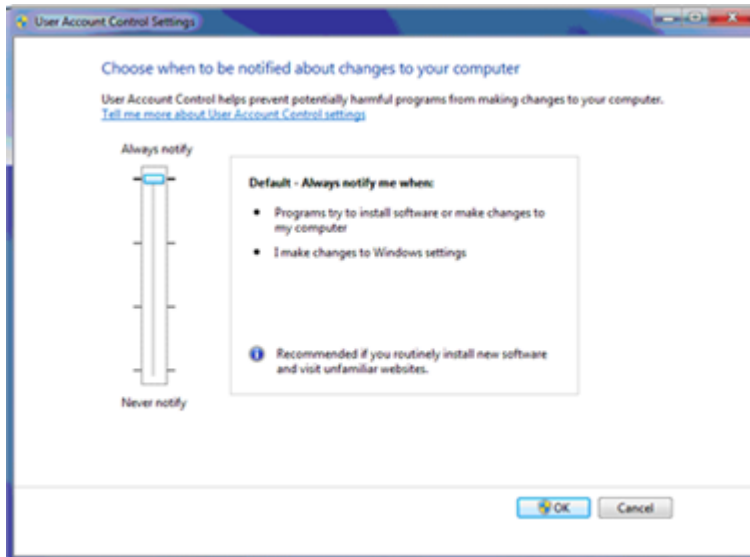 User Account Control Settings
Choose when to be notified about changes to your computer
User Account Control helps prevent potentially harmful programs from making changes to your computer.
Tell me more about User Account Control settings
Always notify
Default - Always notify me when:
• Programs try to install software or make changes to
my computer
• I make changes to Windows settings
Recommended if you routinely install new software
and visit unfamiliar websites.
Never notify
OK
Cancel